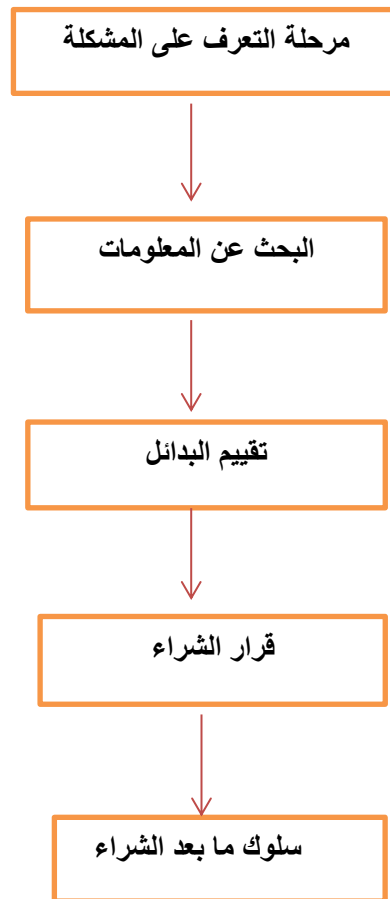 مرحلة التعرف على المشكلة
البحث عن المعلومات
تقييم البدائل
قرار الشراء
سلوك ما بعد الشراء